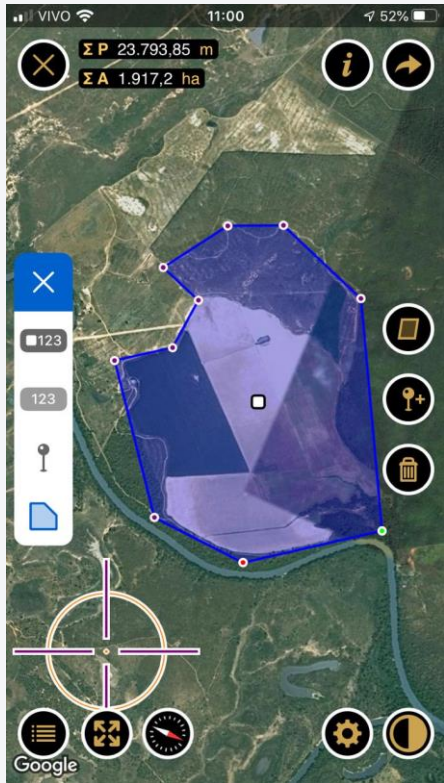 VIVO 11:00 52%
Σ P 23.793,85 m
Σ A 1.917,2 ha
i
123
123
Google